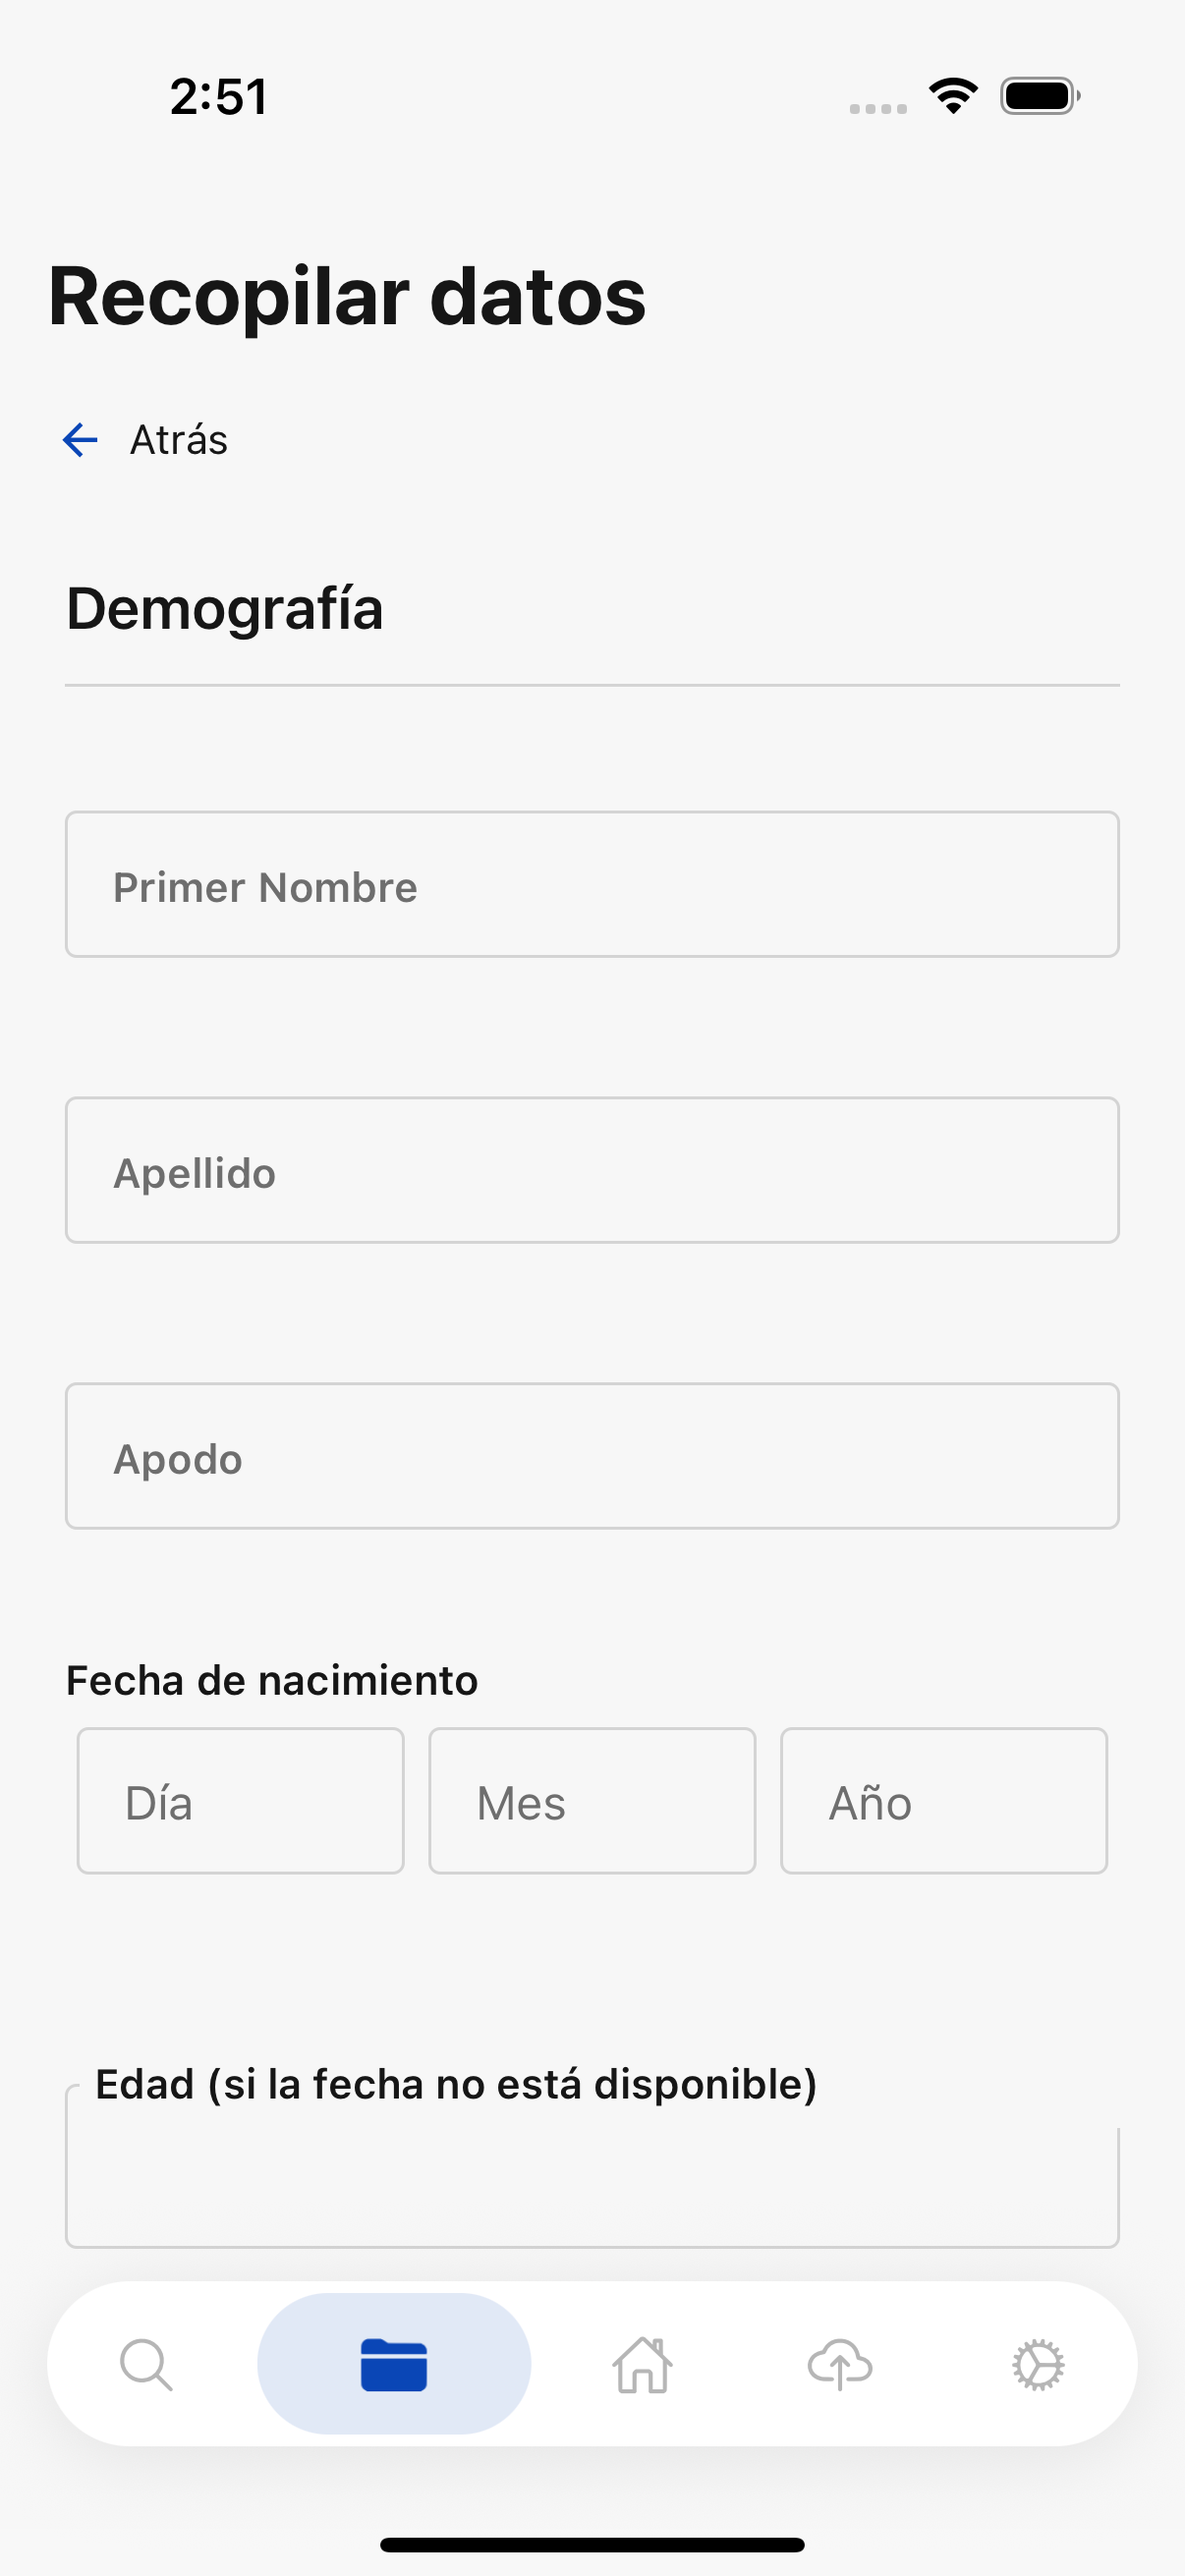 2:51
Recopilar datos
Atrás
Demografía
Primer Nombre
Apellido
Apodo
Fecha de nacimiento
Día Mes Año
Edad (si la fecha no está disponible)